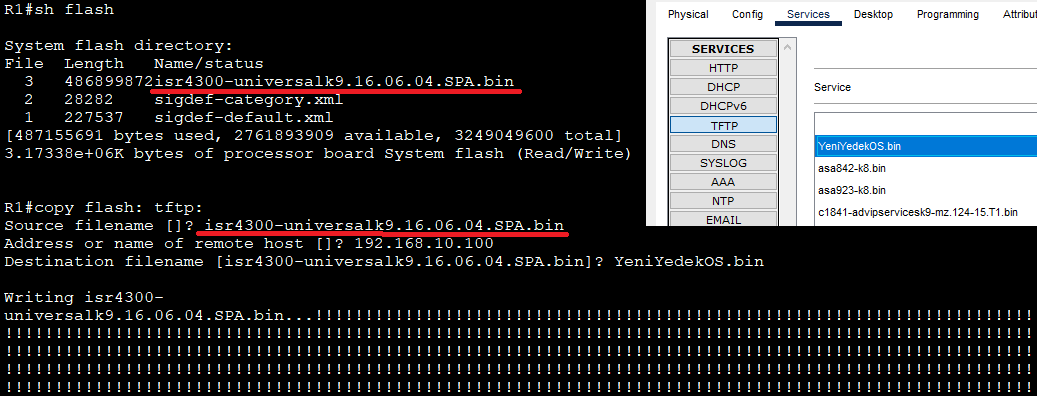 R1#sh flash
System flash directory:
File Length Name/status
3 486899872isr4300-universalk9.16.06.04.SPA.bin
2 28282 sigdef-category.xml
1 227537 sigdef-default.xml
[487155691 bytes used, 2761893909 available, 3249049600 total]
3.17338e+06K bytes of processor board System flash (Read/Write)
R1#copy flash: tftp:
Source filename []? isr4300-universalk9.16.06.04.SPA.bin
Address or name of remote host []? 192.168.10.100
Destination filename [isr4300-universalk9.16.06.04.SPA.bin]? YeniYedekOS.bin
Writing isr4300-
universalk9.16.06.04.SPA.bin...!!!!!!!!!!!!!!!!!!!!!!!!!!!!!!!!!!!!!!!!!!!!!!!!!!!!!!!!!!!!!!!!!!!!!!!!
!!!!!!!!!!!!!!!!!!!!!!!!!!!!!!!!!!!!!!!!!!!!!!!!!!!!!!!!!!!!!!!!!!!!!!!!!!!!!!!!!!!!!!!!!!!!!!!!!!!!!!!
!!!!!!!!!!!!!!!!!!!!!!!!!!!!!!!!!!!!!!!!!!!!!!!!!!!!!!!!!!!!!!!!!!!!!!!!!!!!!!!!!!!!!!!!!!!!!!!!!!!!!!!
!!!!!!!!!!!!!!!!!!!!!!!!!!!!!!!!!!!!!!!!!!!!!!!!!!!!!!!!!!!!!!!!!!!!!!!!!!!!!!!!!!!!!!!!!!!!!!!!!!!!!!!
!!!!!!!!!!!!!!!!!!!!!!!!!!!!!!!!!!!!!!!!!!!!!!!!!!!!!!!!!!!!!!!!!!!!!!!!!!!!!!!!!!!!!!!!!!!!!!!!!!!!!!!
Physical Config Services Desktop Programming Attribut
SERVICES
HTTP
DHCP
DHCPv6
TFTP
DNS
SYSLOG
AAA
NTP
EMAIL
Service
YeniYedekOS.bin
asa842-k8.bin
asa923-k8.bin
c1841-advipservicesk9-mz.124-15.T1.bin